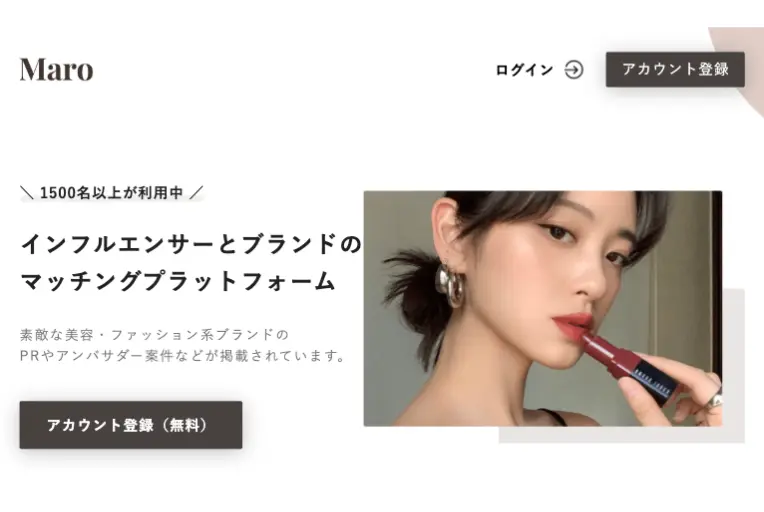 Maro
ログイン
アカウント登録
＼ 1500名以上が利用中 ／
インフルエンサーとブランドの
マッチングプラットフォーム
素敵な美容・ファッション系ブランドの
PRやアンバサダー案件などが掲載されています。
アカウント登録（無料）
BOBBI BROWN